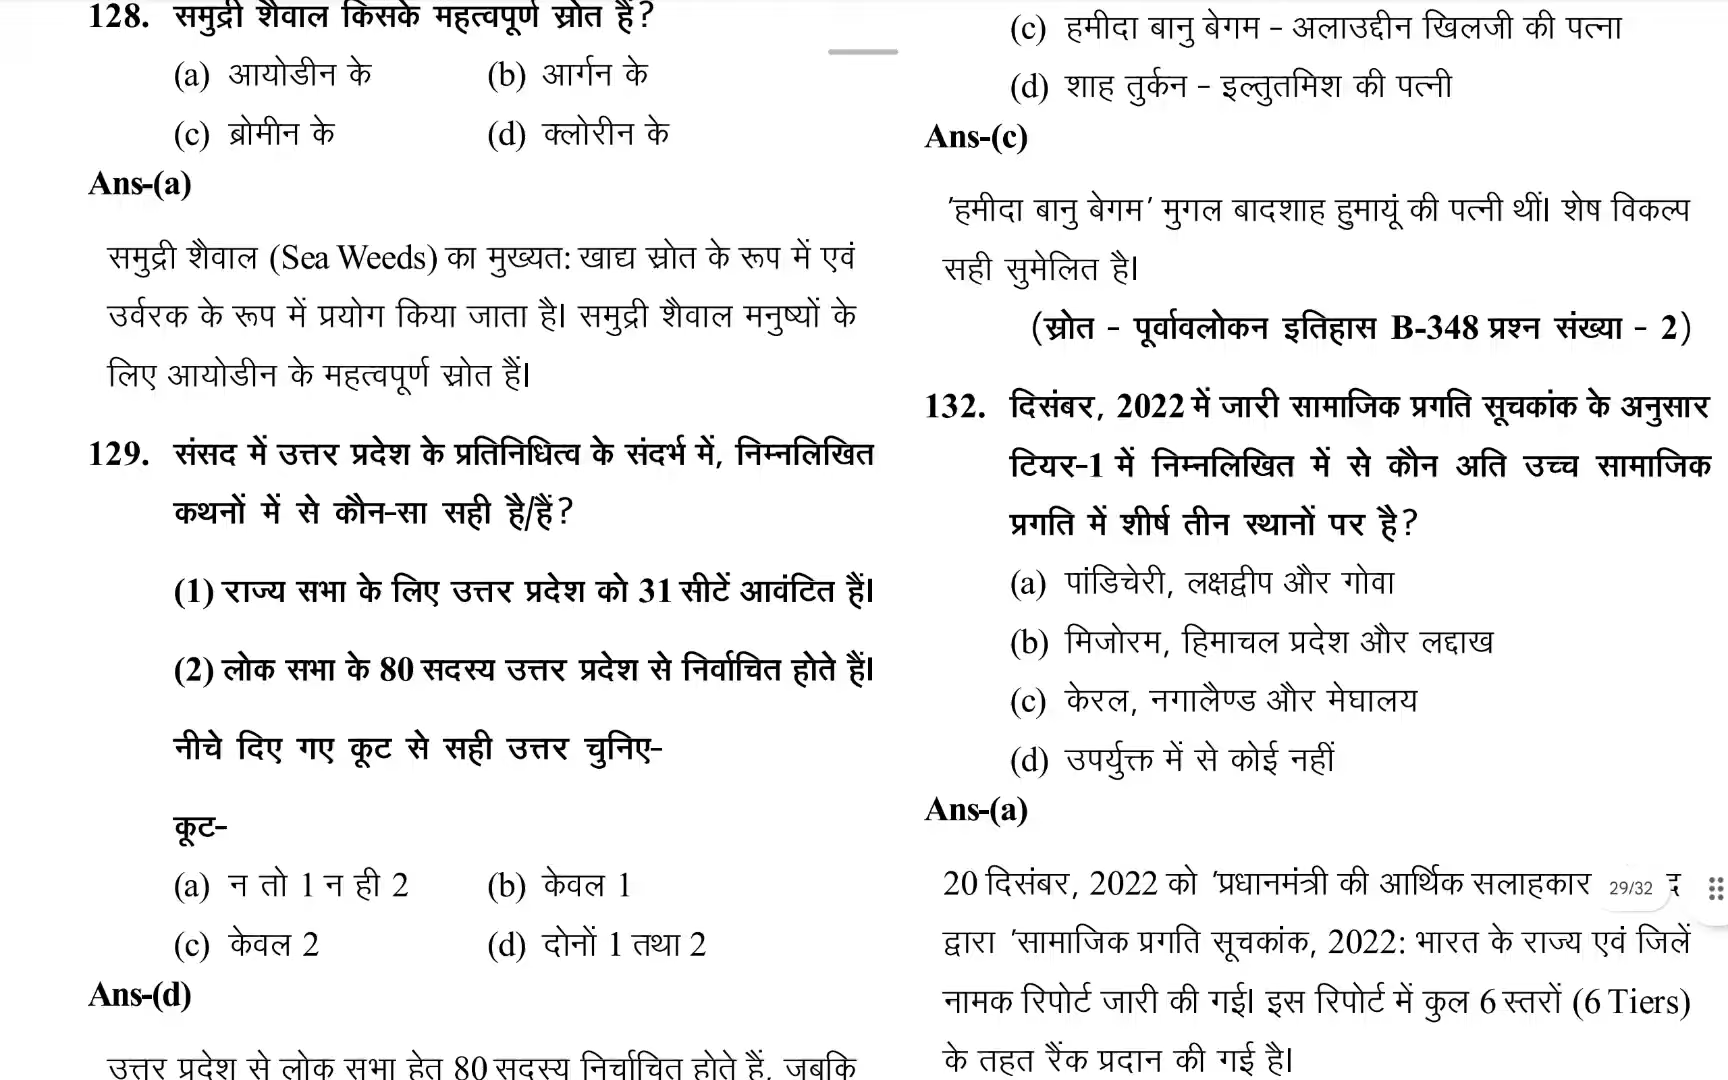 128. समुद्री शैवाल किसके महत्वपूर्ण स्रोत हैं?
(a) आयोडीन के (b) आर्गन के
(c) ब्रोमीन के (d) क्लोरीन के
Ans-(a)
समुद्री शैवाल (Sea Weeds) का मुख्यत: खाद्य स्रोत के रूप में एवं
उर्वरक के रूप में प्रयोग किया जाता है। समुद्री शैवाल मनुष्यों के
लिए आयोडीन के महत्वपूर्ण स्रोत हैं।
129. संसद में उत्तर प्रदेश के प्रतिनिधित्व के संदर्भ में, निम्नलिखित
कथनों में से कौन-सा सही है/हैं?
(1) राज्य सभा के लिए उत्तर प्रदेश को 31 सीटें आवंटित हैं।
(2) लोक सभा के 80 सदस्य उत्तर प्रदेश से निर्वाचित होते हैं।
नीचे दिए गए कूट से सही उत्तर चुनिए-
कूट-
(a) न तो 1 न ही 2 (b) केवल 1
(c) केवल 2 (d) दोनों 1 तथा 2
Ans-(d)
उत्तर प्रदेश से लोक सभा हेतु 80 सदस्य निर्वाचित होते हैं, जबकि
(c) हमीदा बानु बेगम - अलाउद्दीन खिलजी की पत्ना
(d) शाह तुर्कन - इल्तुतमिश की पत्नी
Ans-(c)
'हमीदा बानु बेगम' मुगल बादशाह हुमायूं की पत्नी थीं। शेष विकल्प
सही सुमेलित है।
(स्रोत - पूर्वावलोकन इतिहास B-348 प्रश्न संख्या - 2)
132. दिसंबर, 2022 में जारी सामाजिक प्रगति सूचकांक के अनुसार
टियर-1 में निम्नलिखित में से कौन अति उच्च सामाजिक
प्रगति में शीर्ष तीन स्थानों पर है?
(a) पांडिचेरी, लक्षद्वीप और गोवा
(b) मिजोरम, हिमाचल प्रदेश और लद्दाख
(c) केरल, नगालैण्ड और मेघालय
(d) उपर्युक्त में से कोई नहीं
Ans-(a)
20 दिसंबर, 2022 को 'प्रधानमंत्री की आर्थिक सलाहकार 29/32 द
द्वारा 'सामाजिक प्रगति सूचकांक, 2022: भारत के राज्य एवं जिलें
नामक रिपोर्ट जारी की गई। इस रिपोर्ट में कुल 6 स्तरों (6 Tiers)
के तहत रैंक प्रदान की गई है।